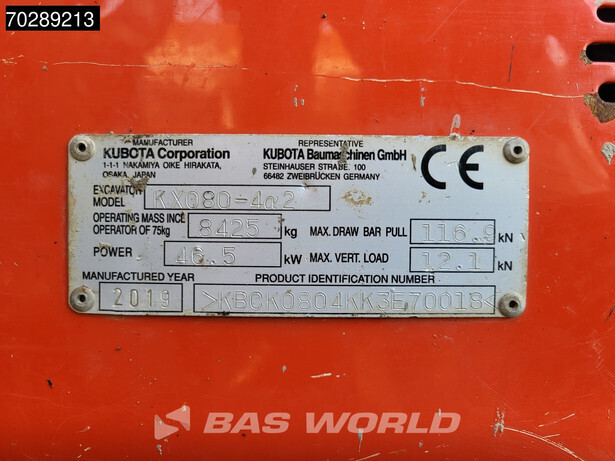 70289213
MANUFACTURER
KUBOTA Corporation
1-1-1 NAKAMIYA OIKE HIRAKATA,
OSAKA, JAPAN
REPRESENTATIVE
KUBOTA Baumaschinen GmbH
STEINHAUSER STRAßE, 100
66482 ZWEIBRÜCKEN GERMANY
CE
EXCAVATOR MODEL KX080-4α2
OPERATING MASS INCL OPERATOR OF 75kg 8425 kg
MAX. DRAW BAR PULL 116.9 kN
POWER 46.5 kW
MAX. VERT. LOAD 12.1 kN
MANUFACTURED YEAR
2019
PRODUCT IDENTIFICATION NUMBER
>KBCK0804KK3E70018<
BAS WORLD